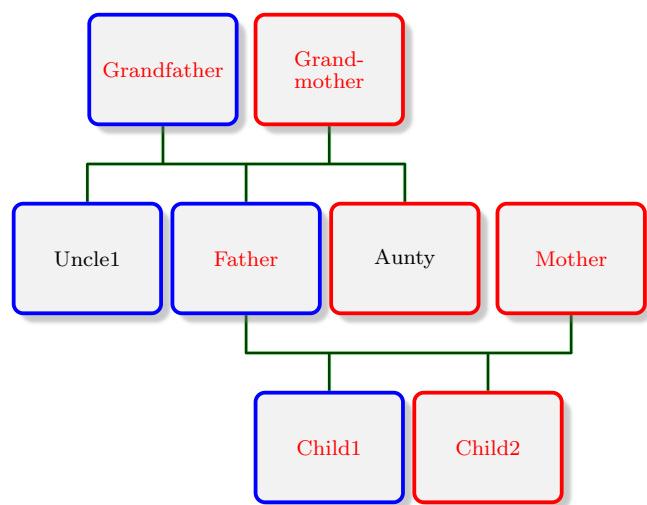 Grandfather
Grand-
mother
Uncle1
Father
Aunty
Mother
Child1
Child2